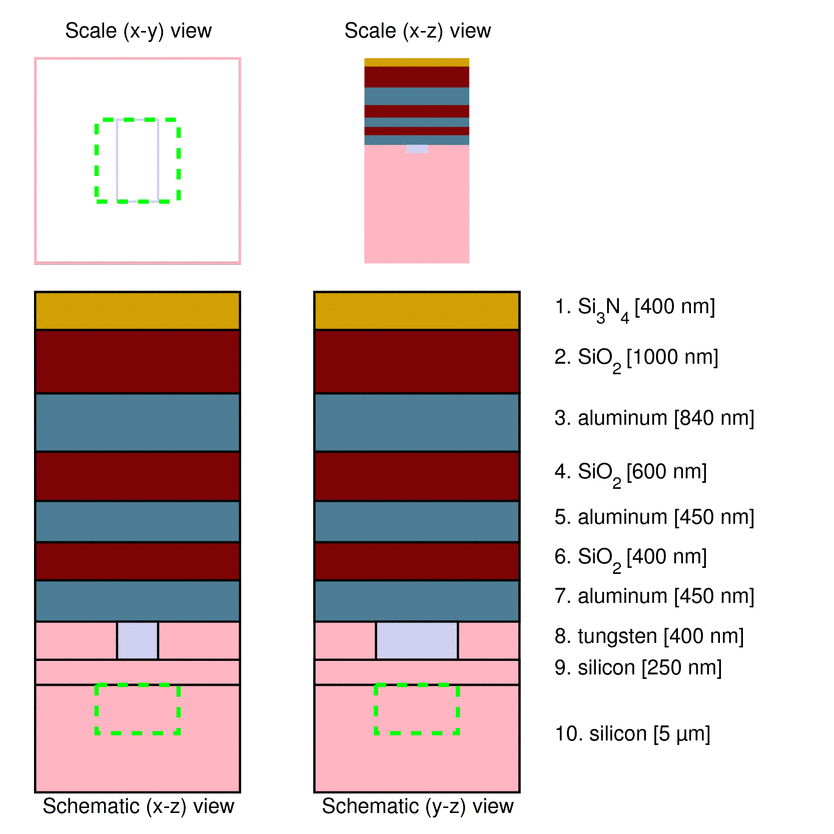 Scale (x-y) view
Scale (x-z) view
1. Si3N4 [400 nm]
2. SiO2 [1000 nm]
3. aluminum [840 nm]
4. SiO2 [600 nm]
5. aluminum [450 nm]
6. SiO2 [400 nm]
7. aluminum [450 nm]
8. tungsten [400 nm]
9. silicon [250 nm]
10. silicon [5 µm]
Schematic (x-z) view
Schematic (y-z) view